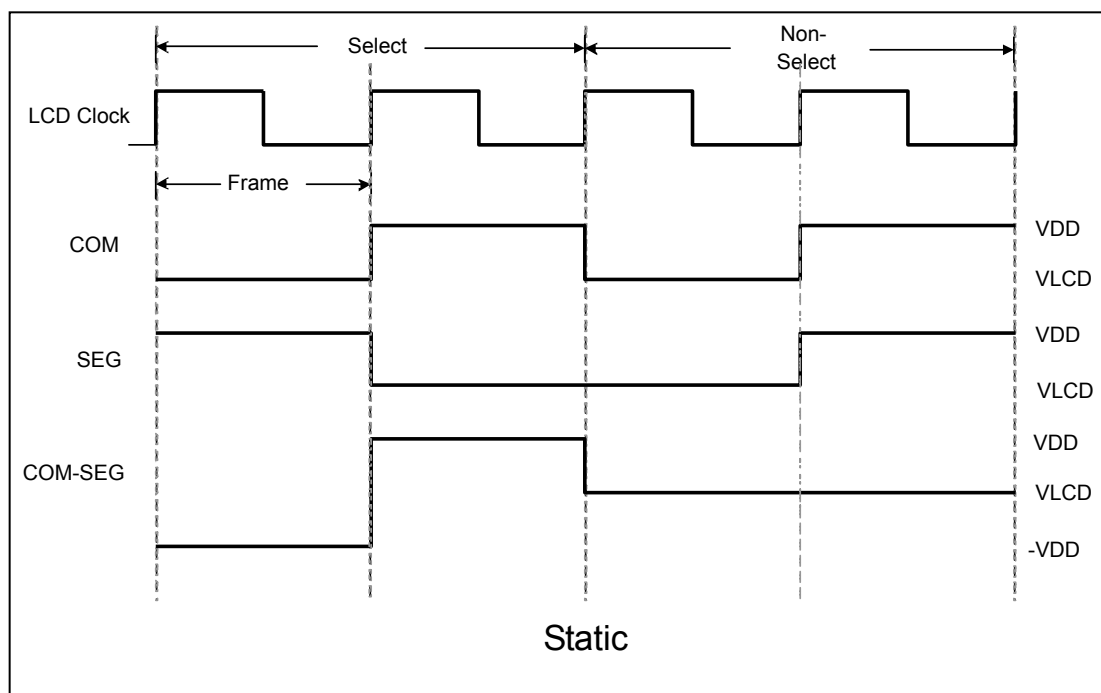 Select
Non-
Select
LCD Clock
Frame
COM
VDD
VLCD
SEG
VDD
VLCD
COM-SEG
VDD
VLCD
-VDD
Static